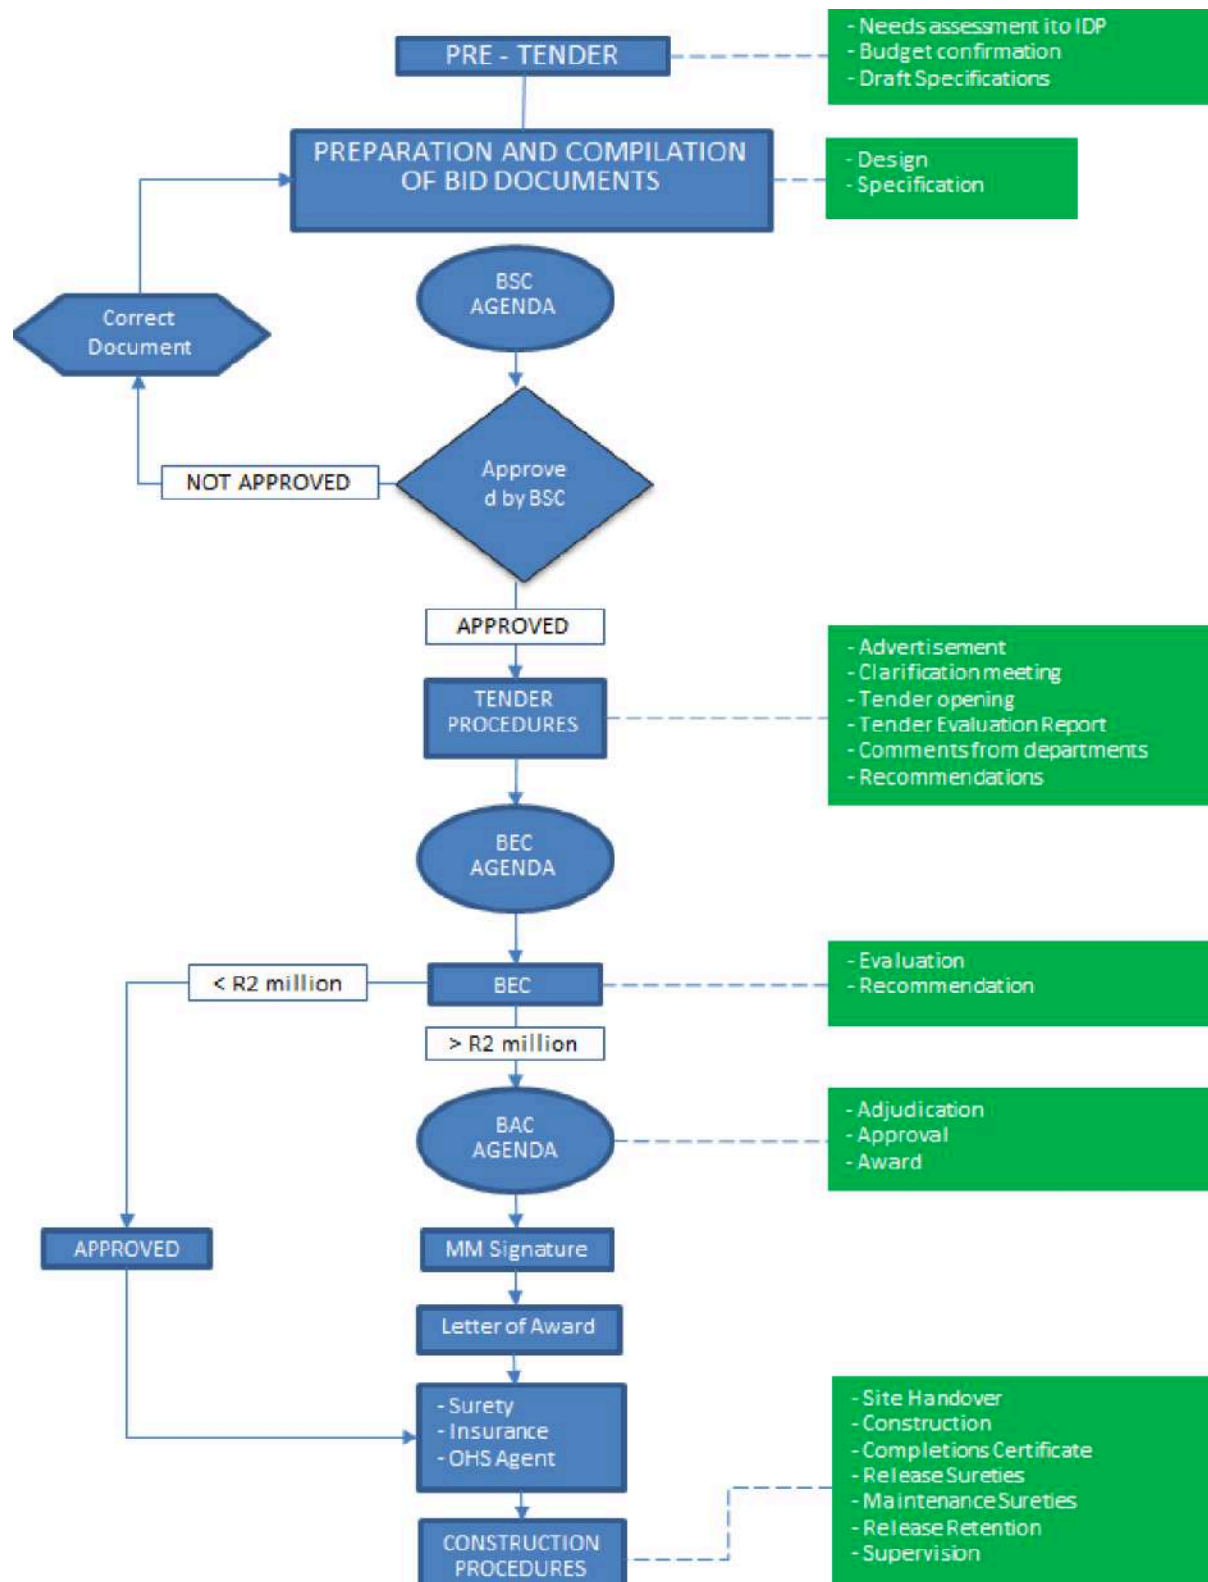 PRE - TENDER
- Needs assessment ito IDP
- Budget confirmation
- Draft Specifications
PREPARATION AND COMPILATION
OF BID DOCUMENTS
- Design
- Specification
BSC
AGENDA
Correct
Document
NOT APPROVED
Approve
d by BSC
APPROVED
TENDER
PROCEDURES
- Advertisement
- Clarification meeting
- Tender opening
- Tender Evaluation Report
- Comments from departments
- Recommendations
BEC
AGENDA
< R2 million
BEC
- Evaluation
- Recommendation
> R2 million
BAC
AGENDA
- Adjudication
- Approval
- Award
APPROVED
MM Signature
Letter of Award
- Surety
- Insurance
- OHS Agent
- Site Handover
- Construction
- Completions Certificate
- Release Sureties
- Maintenance Sureties
- Release Retention
- Supervision
CONSTRUCTION
PROCEDURES